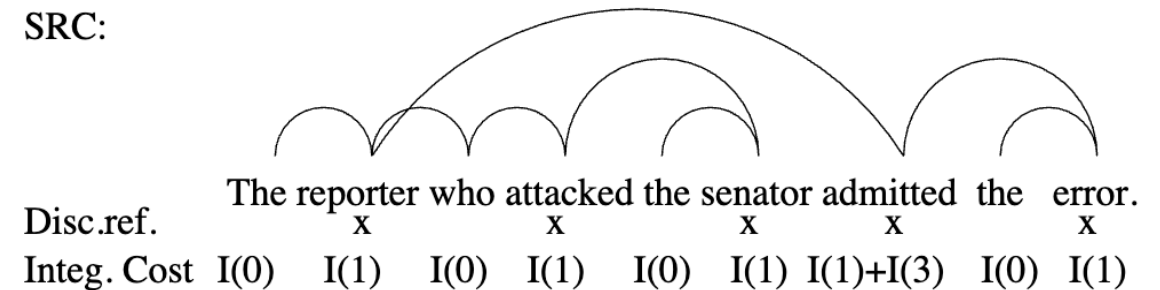 SRC:
The reporter who attacked the senator admitted the error.
Disc.ref. x x x x x
Integ. Cost I(0) I(1) I(0) I(1) I(0) I(1) I(1)+I(3) I(0) I(1)